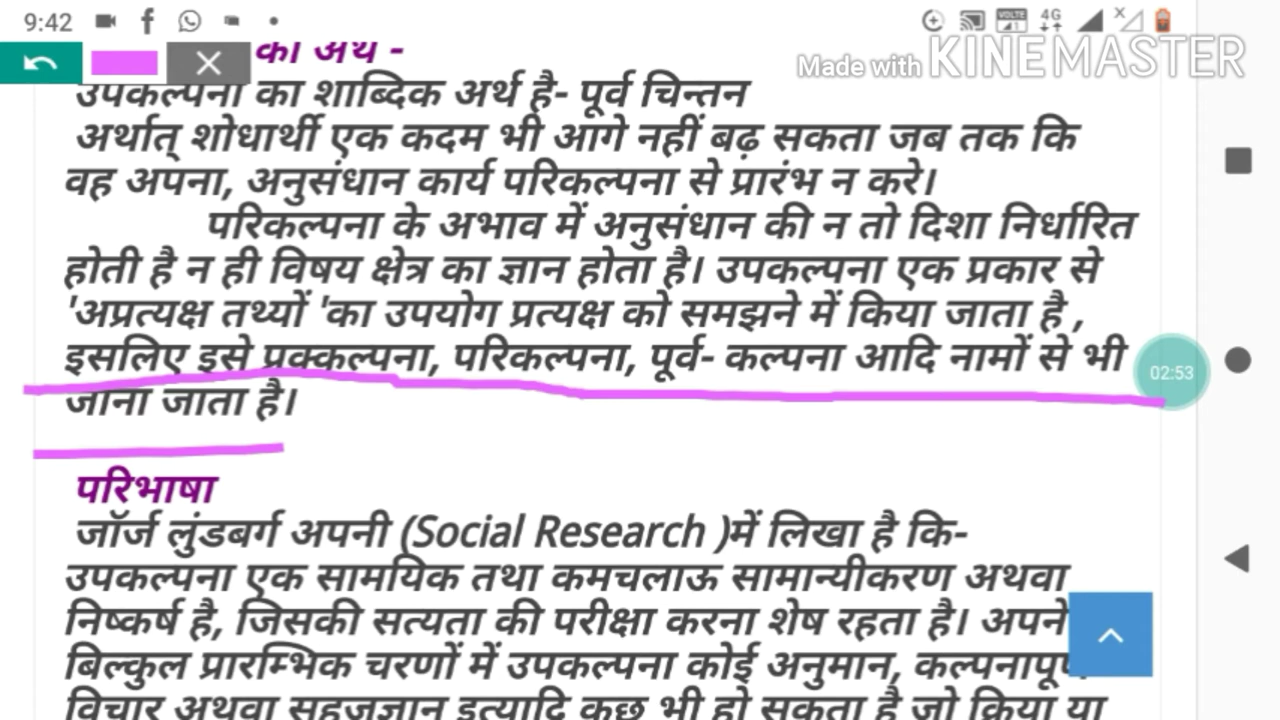 9:42
VoLTE 4G
का अर्थ -
Made with KINEMASTER
उपकल्पना का शाब्दिक अर्थ है- पूर्व चिन्तन
अर्थात् शोधार्थी एक कदम भी आगे नहीं बढ़ सकता जब तक कि
वह अपना, अनुसंधान कार्य परिकल्पना से प्रारंभ न करे।
परिकल्पना के अभाव में अनुसंधान की न तो दिशा निर्धारित
होती है न ही विषय क्षेत्र का ज्ञान होता है। उपकल्पना एक प्रकार से
'अप्रत्यक्ष तथ्यों 'का उपयोग प्रत्यक्ष को समझने में किया जाता है ,
इसलिए इसे प्रक्कल्पना, परिकल्पना, पूर्व- कल्पना आदि नामों से भी
02:53
जाना जाता है।
परिभाषा
जॉर्ज लुंडबर्ग अपनी (Social Research )में लिखा है कि-
उपकल्पना एक सामयिक तथा कमचलाऊ सामान्यीकरण अथवा
निष्कर्ष है, जिसकी सत्यता की परीक्षा करना शेष रहता है। अपने
बिल्कुल प्रारम्भिक चरणों में उपकल्पना कोई अनुमान,
विचार अथवा सहजज्ञान इत्यादि कुछ भी हो सकता है जो क्रिया या